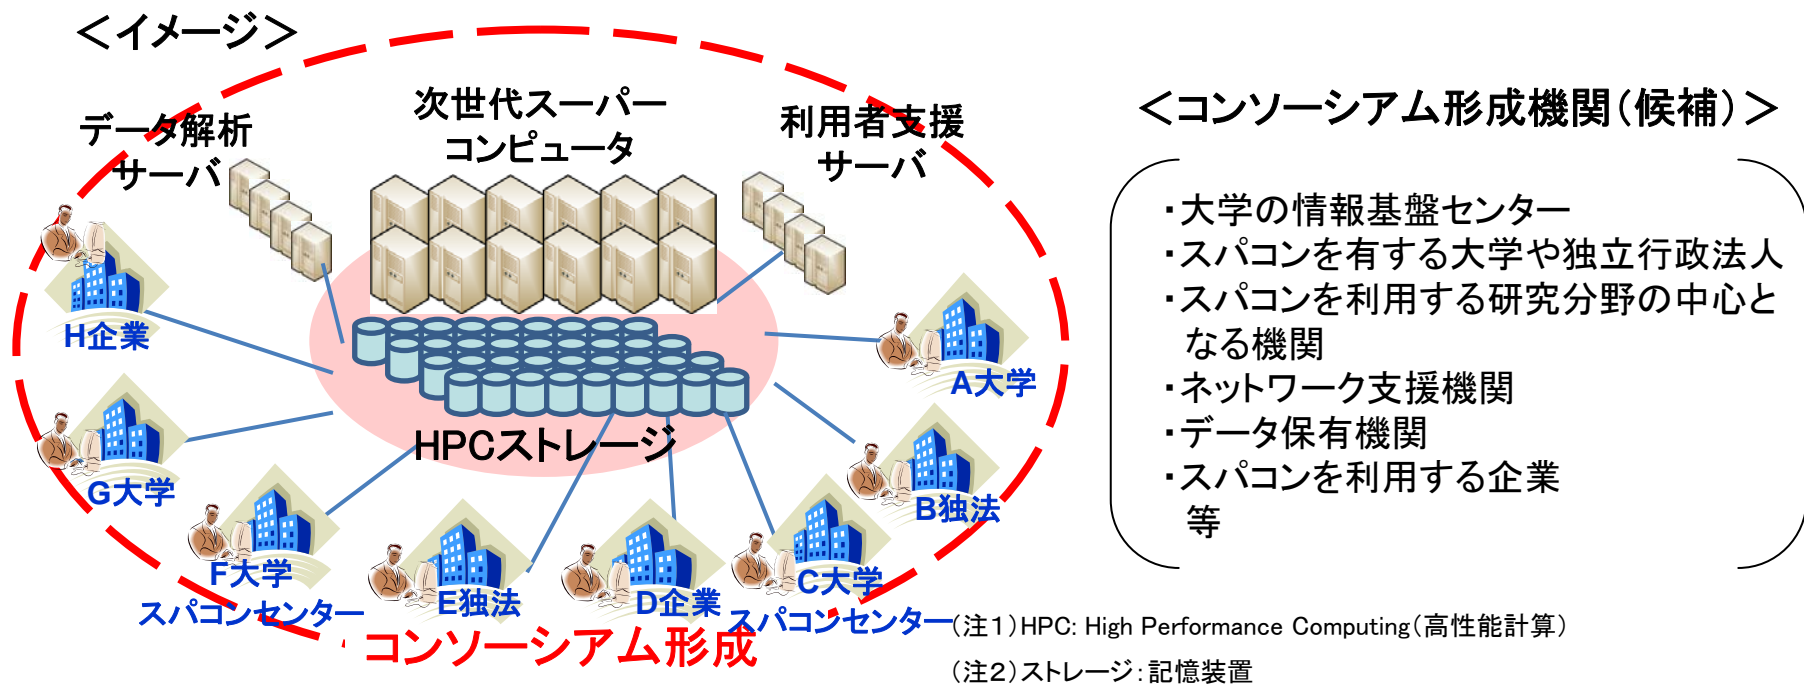 ＜イメージ＞
データ解析
サーバ
次世代スーパー
コンピュータ
利用者支援
サーバ
H企業
G大学
F大学
スパコンセンター
E独法
D企業
C大学
スパコンセンター
B独法
A大学
HPCストレージ
コンソーシアム形成
＜コンソーシアム形成機関(候補)＞
・大学の情報基盤センター
・スパコンを有する大学や独立行政法人
・スパコンを利用する研究分野の中心と
なる機関
・ネットワーク支援機関
・データ保有機関
・スパコンを利用する企業
等
(注1)HPC: High Performance Computing(高性能計算)
(注2)ストレージ:記憶装置